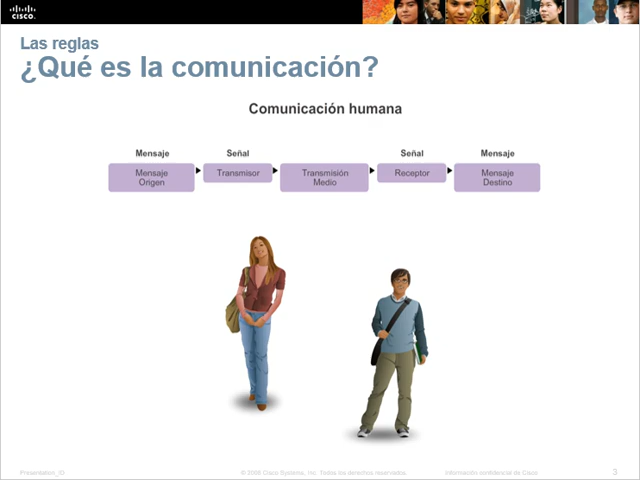 CISCO.
Las reglas
¿Qué es la comunicación?
Comunicación humana
Mensaje
Señal
Señal
Mensaje
Mensaje
Origen
Transmisor
Transmisión
Medio
Receptor
Mensaje
Destino
Presentation_ID
© 2008 Cisco Systems, Inc. Todos los derechos reservados.
Información confidencial de Cisco
3